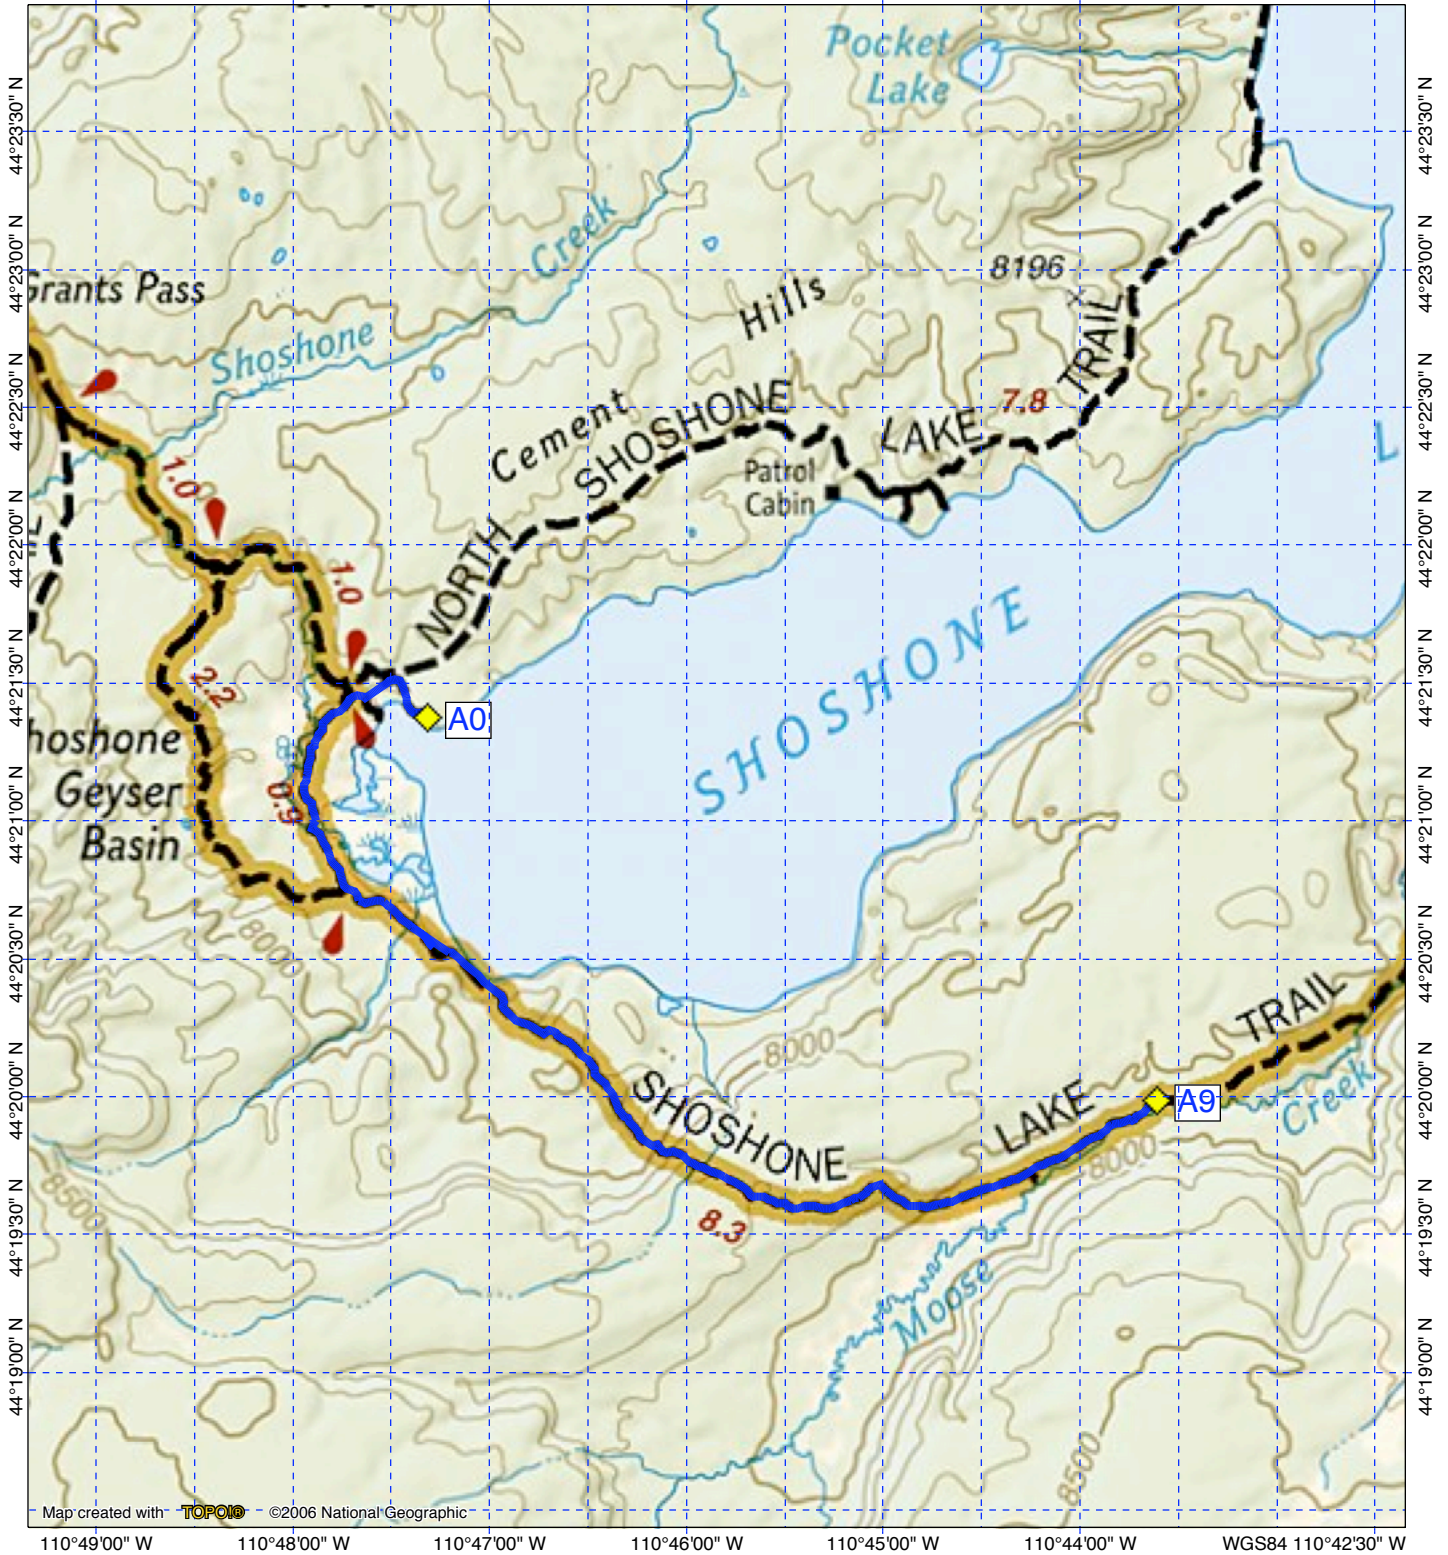 Pocket
Lake
44°23'30" N
44°23'30" N
Creek
8196
44°23'00" N
44°23'00" N
Grants Pass
Hills
TRAIL
Shoshone
44°22'30" N
44°22'30" N
Cement
SHOSHONE
7.8
LAKE
L
1.0
Patrol
Cabin
44°22'00" N
44°22'00" N
L
1.0
NORTH
SHOSHONE
44°21'30" N
44°21'30" N
2.2
A0
hoshone
Geyser
Basin
0.9
44°21'00" N
44°21'00" N
8000
44°20'30" N
44°20'30" N
TRAIL
8000
SHOSHONE
LAKE
A9
Creek
44°20'00" N
44°20'00" N
8000
8500
8.3
44°19'30" N
44°19'30" N
Moose
44°19'00" N
44°19'00" N
8500
Map created with TOPO!® ©2006 National Geographic
110°49'00" W 110°48'00" W 110°47'00" W 110°46'00" W 110°45'00" W 110°44'00" W WGS84 110°42'30" W